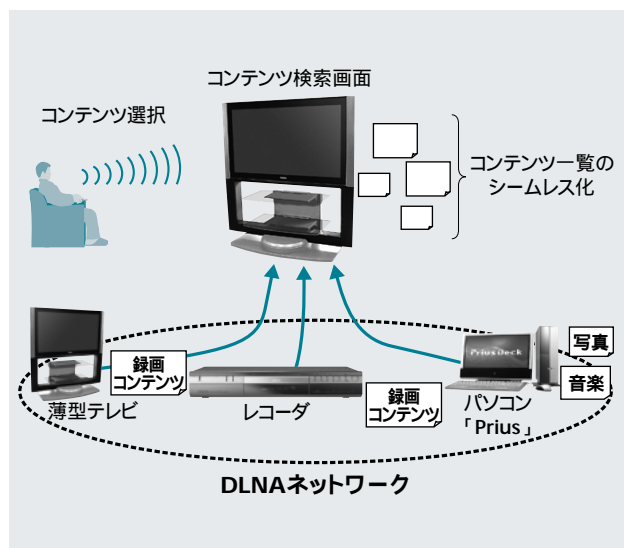 コンテンツ検索画面
コンテンツ選択
コンテンツ一覧の
シームレス化
録画
コンテンツ
薄型テレビ
レコーダ
録画
コンテンツ
PriusDeck
写真
音楽
パソコン
「Prius」
DLNAネットワーク